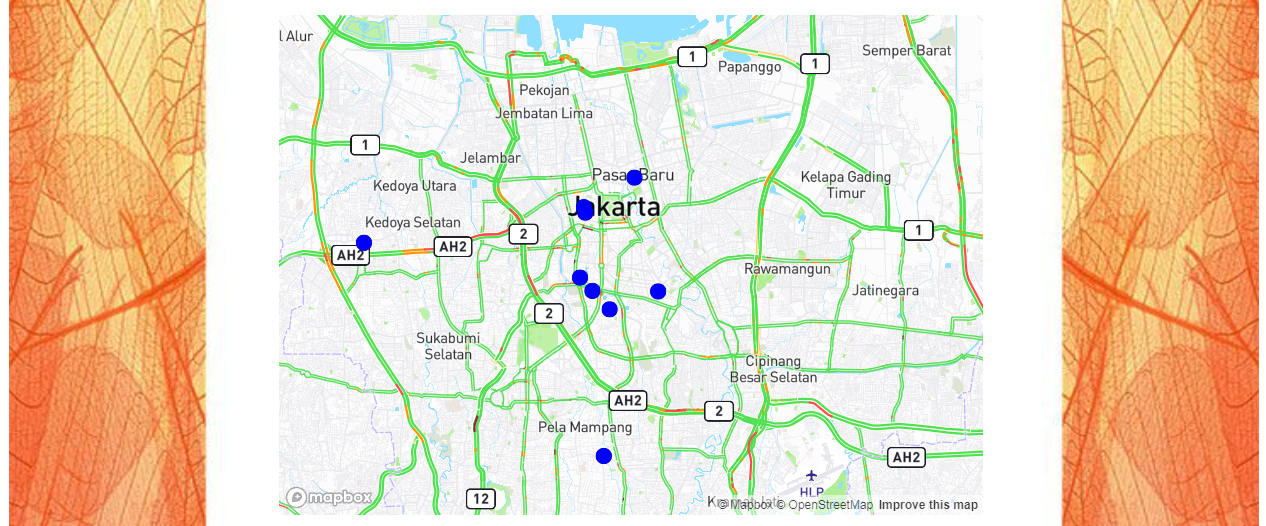 l Alur
1
1
Semper Barat
Papanggo
Pekojan
Jembatan Lima
1
Jelambar
Pasar Baru
Kedoya Utara
Kelapa Gading
Timur
Jakarta
Kedoya Selatan
2
1
AH2
AH2
Rawamangun
Jatinegara
2
Sukabumi
Selatan
Cipinang
Besar Selatan
AH2
2
Pela Mampang
AH2
HLP
mapbox
12
© Mapbox © OpenStreetMap Improve this map